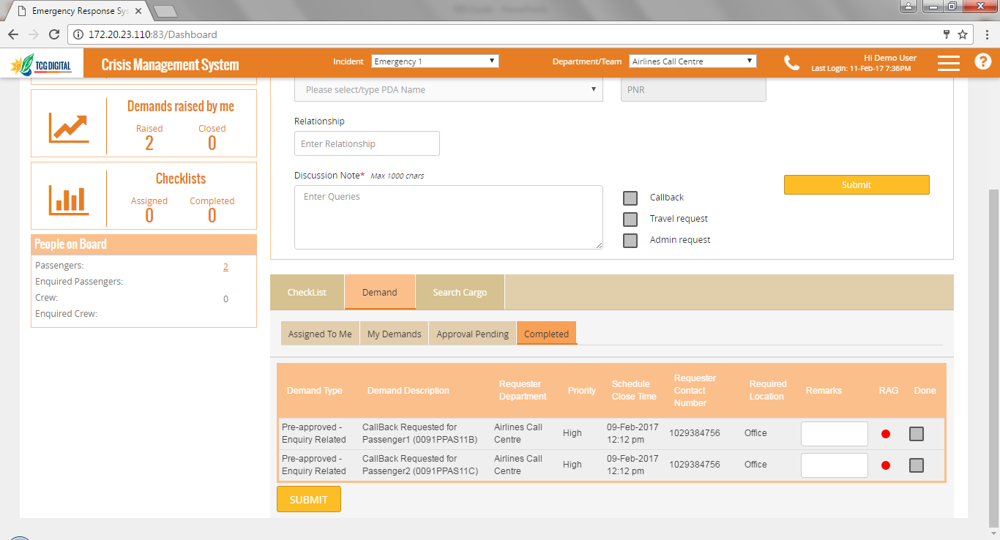 Emergency Response Sys
172.20.23.110:83/Dashboard
TCG DIGITAL
Crisis Management System
Incident
Emergency 1
Department/Team
Airlines Call Centre
Hi Demo User
Last Login: 11-Feb-17 7:36PM
?
Demands raised by me
Raised Closed
2 0
Checklists
Assigned Completed
0 0
People on Board
Passengers: 2
Enquired Passengers:
Crew: 0
Enquired Crew:
Please select/type PDA Name
PNR
Relationship
Enter Relationship
Discussion Note* Max 1000 chars
Enter Queries
Callback
Travel request
Admin request
Submit
CheckList Demand Search Cargo
Assigned To Me My Demands Approval Pending Completed
Demand Type
Demand Description
Requester
Department
Priority
Schedule
Close Time
Requester
Contact
Number
Required
Location
Remarks
RAG
Done
Pre-approved -
Enquiry Related
CallBack Requested for
Passenger1 (0091PPAS11B)
Airlines Call
Centre
High
09-Feb-2017
12:12 pm
1029384756
Office
Pre-approved -
Enquiry Related
CallBack Requested for
Passenger2 (0091PPAS11C)
Airlines Call
Centre
High
09-Feb-2017
12:12 pm
1029384756
Office
SUBMIT